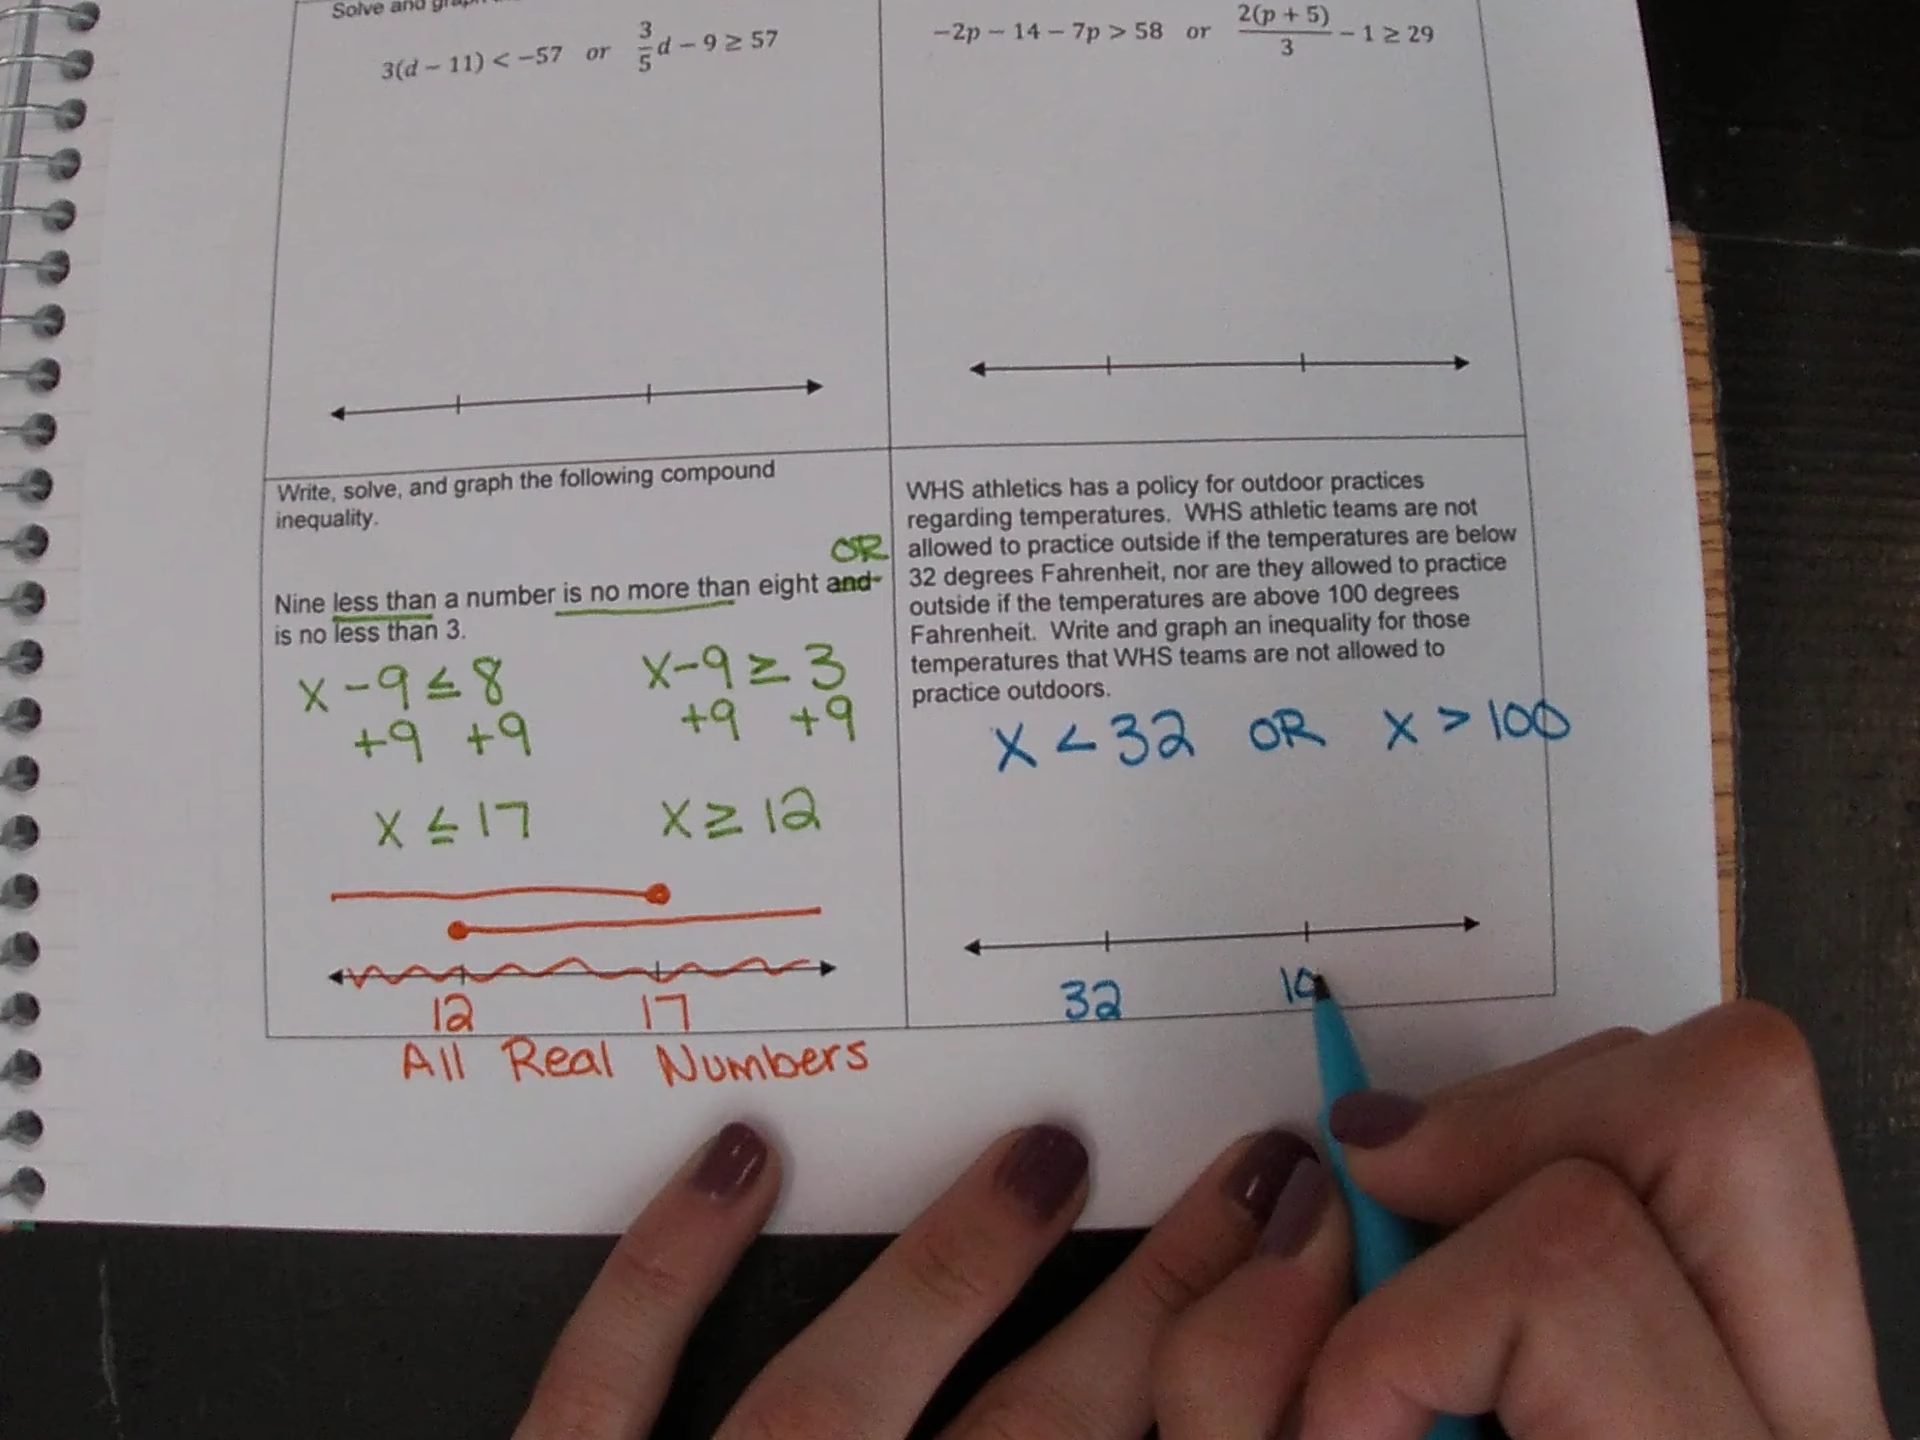 Solve and graph
3(d − 11) < −57 or 3/5 d − 9 ≥ 57
−2p − 14 − 7p > 58 or 2(p + 5)/3 − 1 ≥ 29
Write, solve, and graph the following compound
inequality.
OR
Nine less than a number is no more than eight and
is no less than 3.
x − 9 ≤ 8 x − 9 ≥ 3
+9 +9 +9 +9
x ≤ 17 x ≥ 12
12 17
All Real Numbers
WHS athletics has a policy for outdoor practices
regarding temperatures. WHS athletic teams are not
allowed to practice outside if the temperatures are below
32 degrees Fahrenheit, nor are they allowed to practice
outside if the temperatures are above 100 degrees
Fahrenheit. Write and graph an inequality for those
temperatures that WHS teams are not allowed to
practice outdoors.
x < 32 OR x > 100
32 10